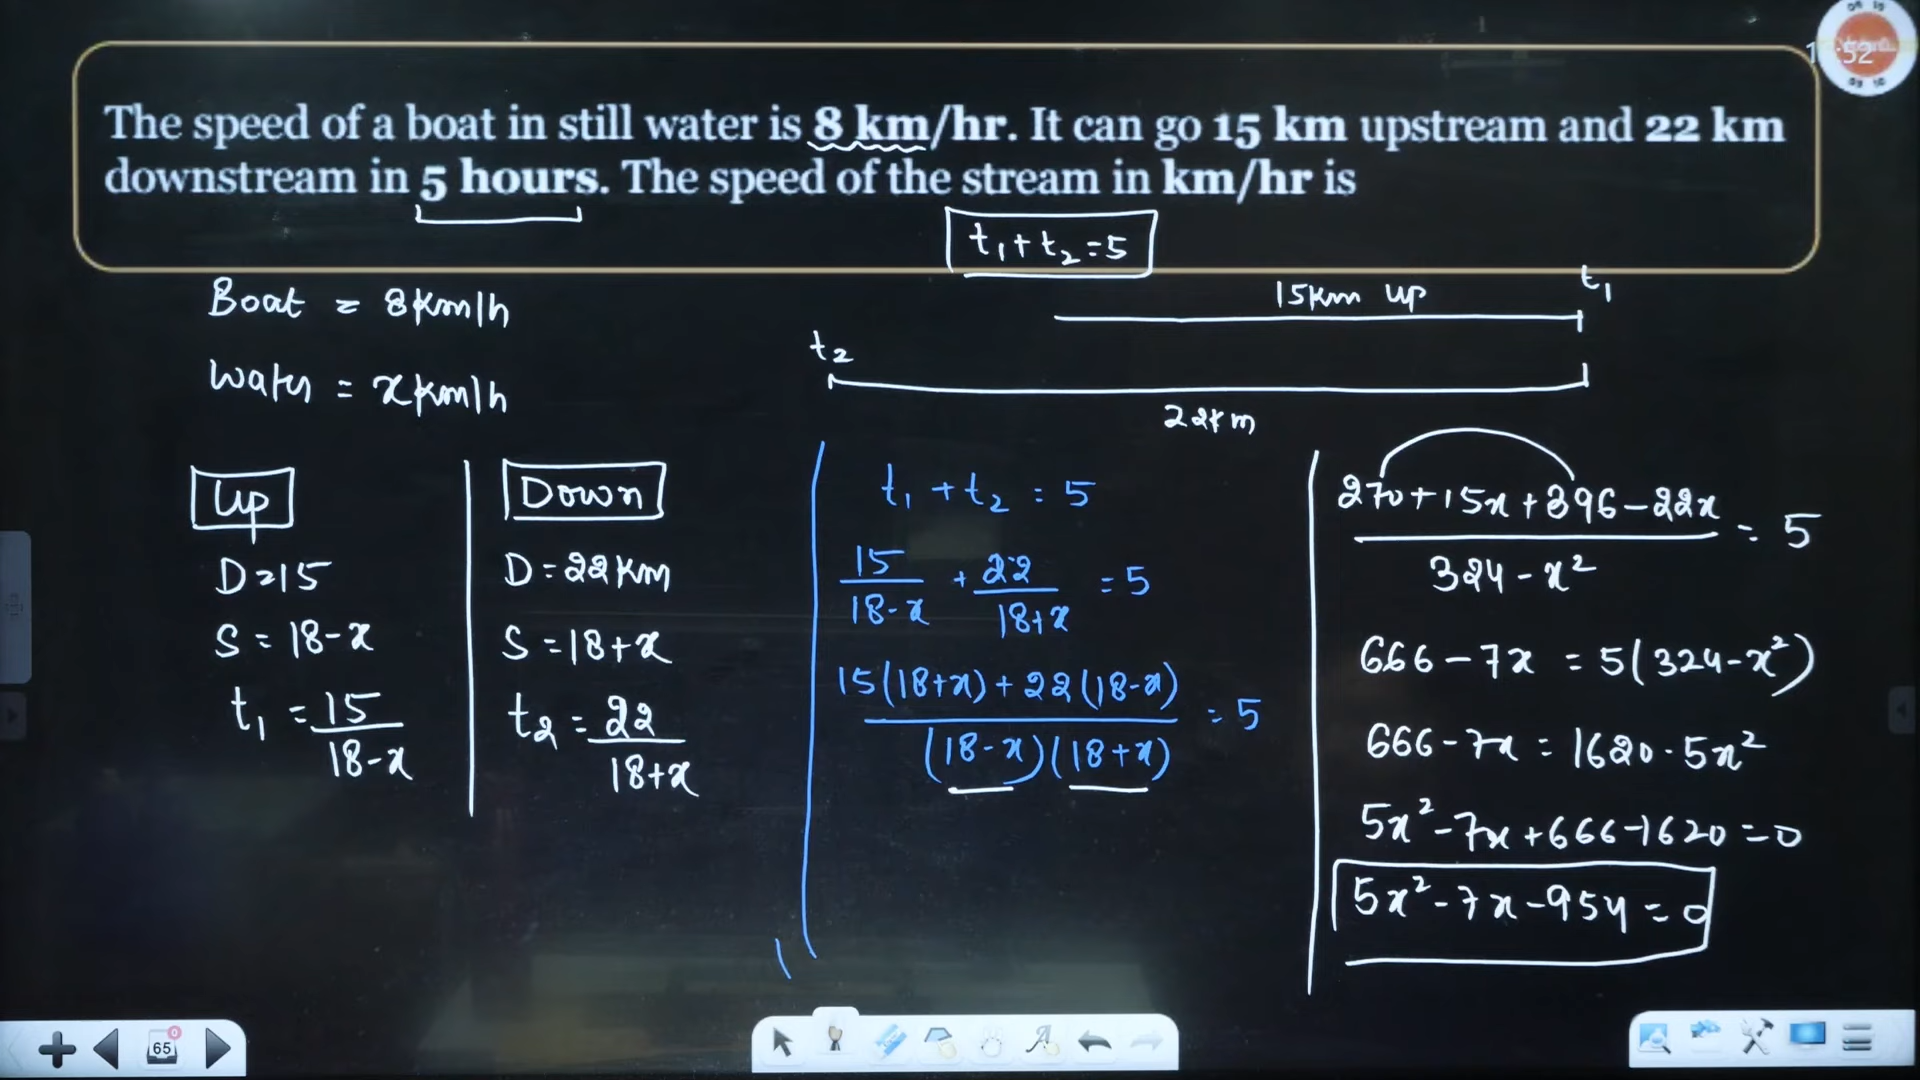 The speed of a boat in still water is 8 km/hr. It can go 15 km upstream and 22 km
downstream in 5 hours. The speed of the stream in km/hr is
t₁+t₂=5
Boat = 8km/h
Water = xkm/h
15km up
t₁
t₂
22km
Up
D=15
S=18-x
t₁=15/18-x
Down
D=22km
S=18+x
t₂=22/18+x
t₁+t₂=5
15/18-x + 22/18+x =5
15(18+x)+22(18-x)/(18-x)(18+x) =5
270+15x+396-22x/324-x² =5
666-7x=5(324-x²)
666-7x=1620-5x²
5x²-7x+666-1620=0
5x²-7x-954=0
65
0